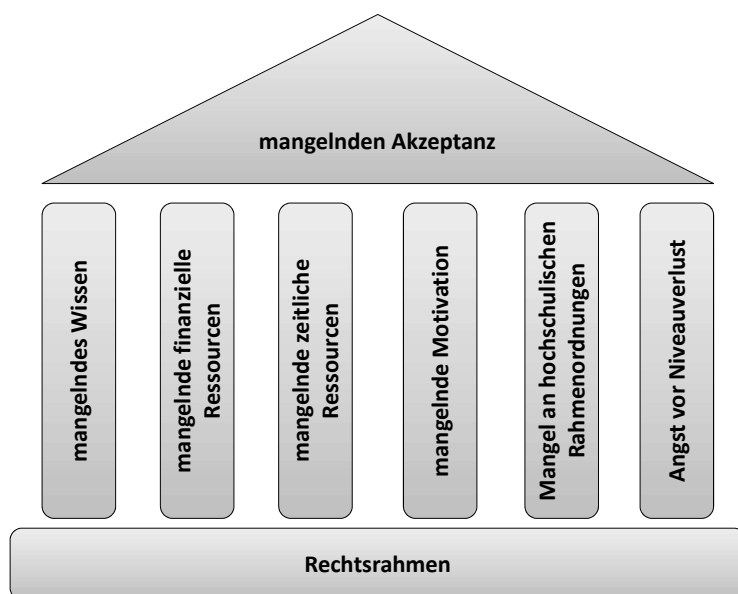 mangelnden Akzeptanz
mangelndes Wissen
mangelnde finanzielle
Ressourcen
mangelnde zeitliche
Ressourcen
mangelnde Motivation
Mangel an hochschulischen
Rahmenordnungen
Angst vor Niveauverlust
Rechtsrahmen